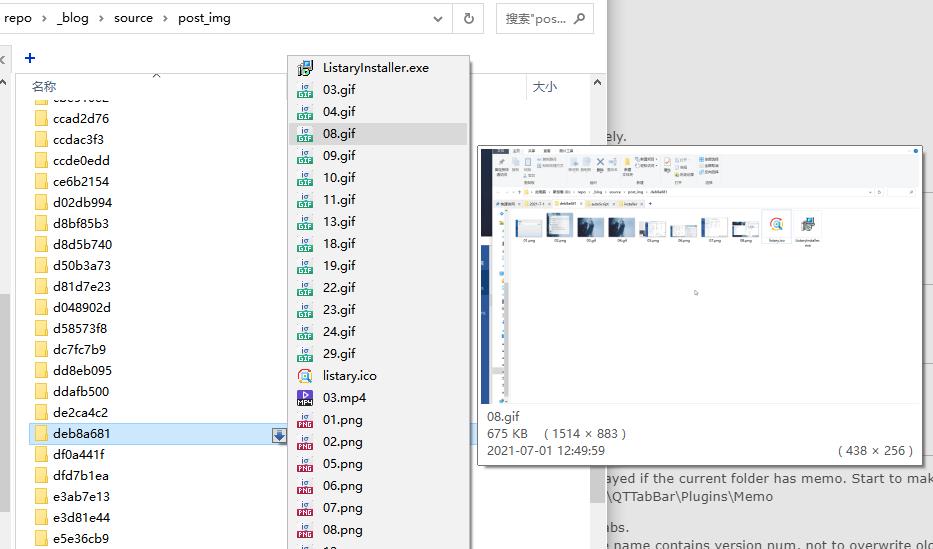 repo > _blog > source > post_img
搜索"pos...
名称
大小
ccad2d76
ccdac3f3
ccde0edd
ce6b2154
d02db994
d8bf85b3
d8d5b740
d50b3a73
d81d7e23
d048902d
d58573f8
dc7fc7b9
dd8eb095
ddafb500
de2ca4c2
deb8a681
df0a441f
dfd7b1ea
e3ab7e13
e3d81e44
e5e36cb9
ListaryInstaller.exe
03.gif
04.gif
08.gif
09.gif
10.gif
11.gif
13.gif
18.gif
19.gif
22.gif
23.gif
24.gif
29.gif
listary.ico
03.mp4
01.png
02.png
05.png
06.png
07.png
08.png
ely.
08.gif
675 KB ( 1514 × 883 )
2021-07-01 12:49:59
( 438 × 256 )
ayed if the current folder has memo. Start to mak
\QTTabBar\Plugins\Memo
abs.
e name contains version num, not to overwrite old